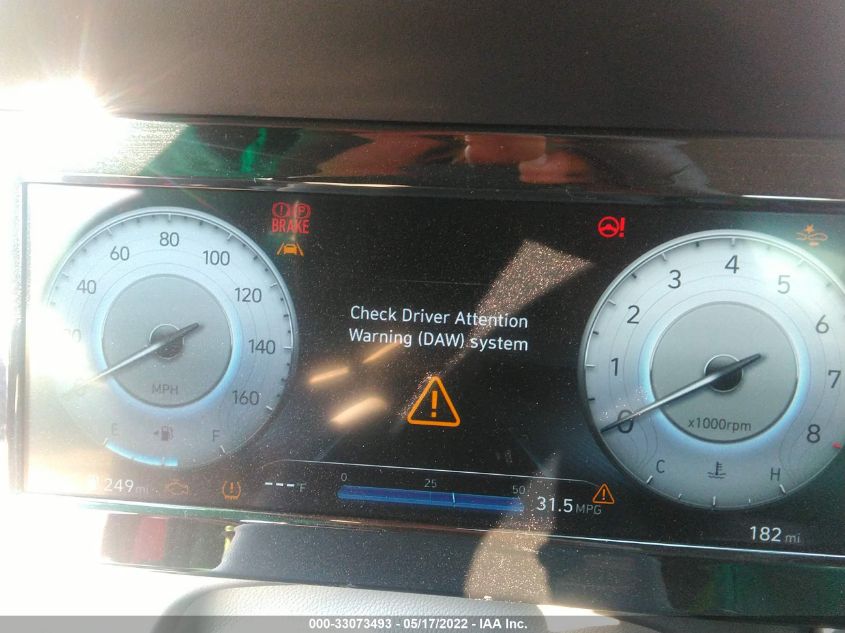 BRAKE
Check Driver Attention
Warning (DAW) system
40
60
80
100
120
140
160
MPH
E
F
249 mi
---°F
0
25
50
31.5 MPG
0
1
2
3
4
5
6
7
8
x1000rpm
C
H
182 mi
000-33073493 - 05/17/2022 - IAA Inc.